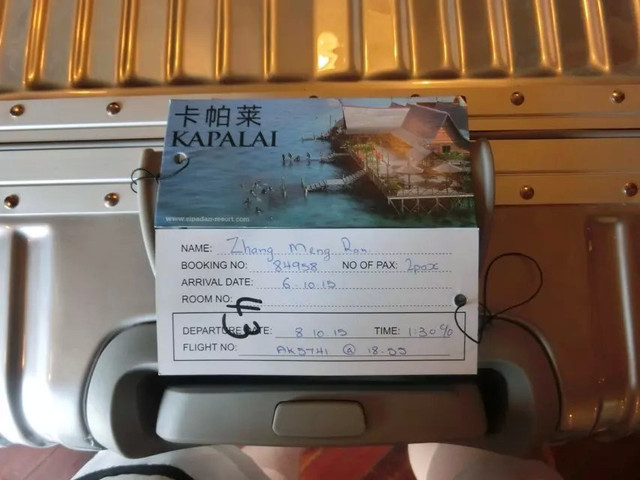 卡帕莱
KAPALAI
www.sipadan-resort.com
NAME: Zhang Meng Ran
BOOKING NO: 84958 NO OF PAX: 2pax
ARRIVAL DATE: 6.10.15
ROOM NO:
DEPARTURE DATE: 8.10.15 TIME: 1:30
FLIGHT NO: AK5741 @ 18-55